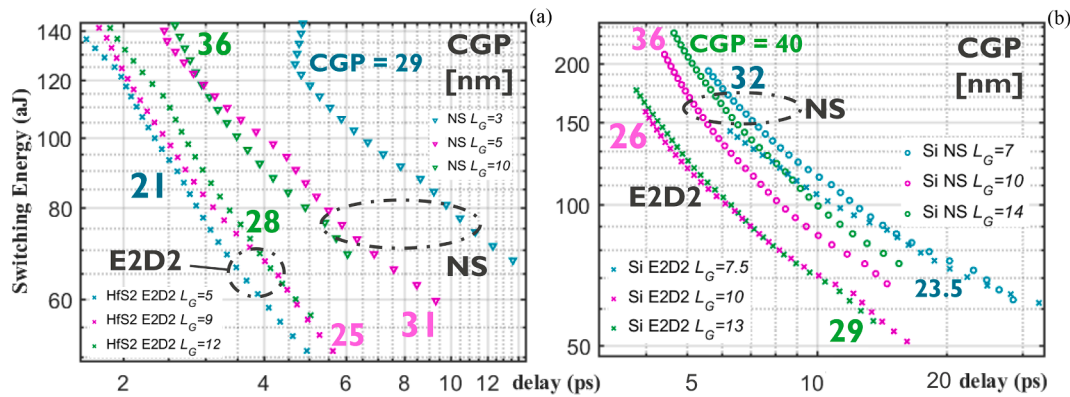 (a)
140
120
100
80
60
Switching Energy (aJ)
36
CGP = 29
CGP
[nm]
NS L_G=3
NS L_G=5
NS L_G=10
21
28
E2D2
NS
HfS2 E2D2 L_G=5
HfS2 E2D2 L_G=9
HfS2 E2D2 L_G=12
25
31
2
4
6
8
10
12
delay (ps)
(b)
200
150
100
50
36
CGP = 40
CGP
[nm]
32
NS
26
Si NS L_G=7
Si NS L_G=10
Si NS L_G=14
E2D2
Si E2D2 L_G=7.5
Si E2D2 L_G=10
Si E2D2 L_G=13
23.5
29
5
10
20
delay (ps)